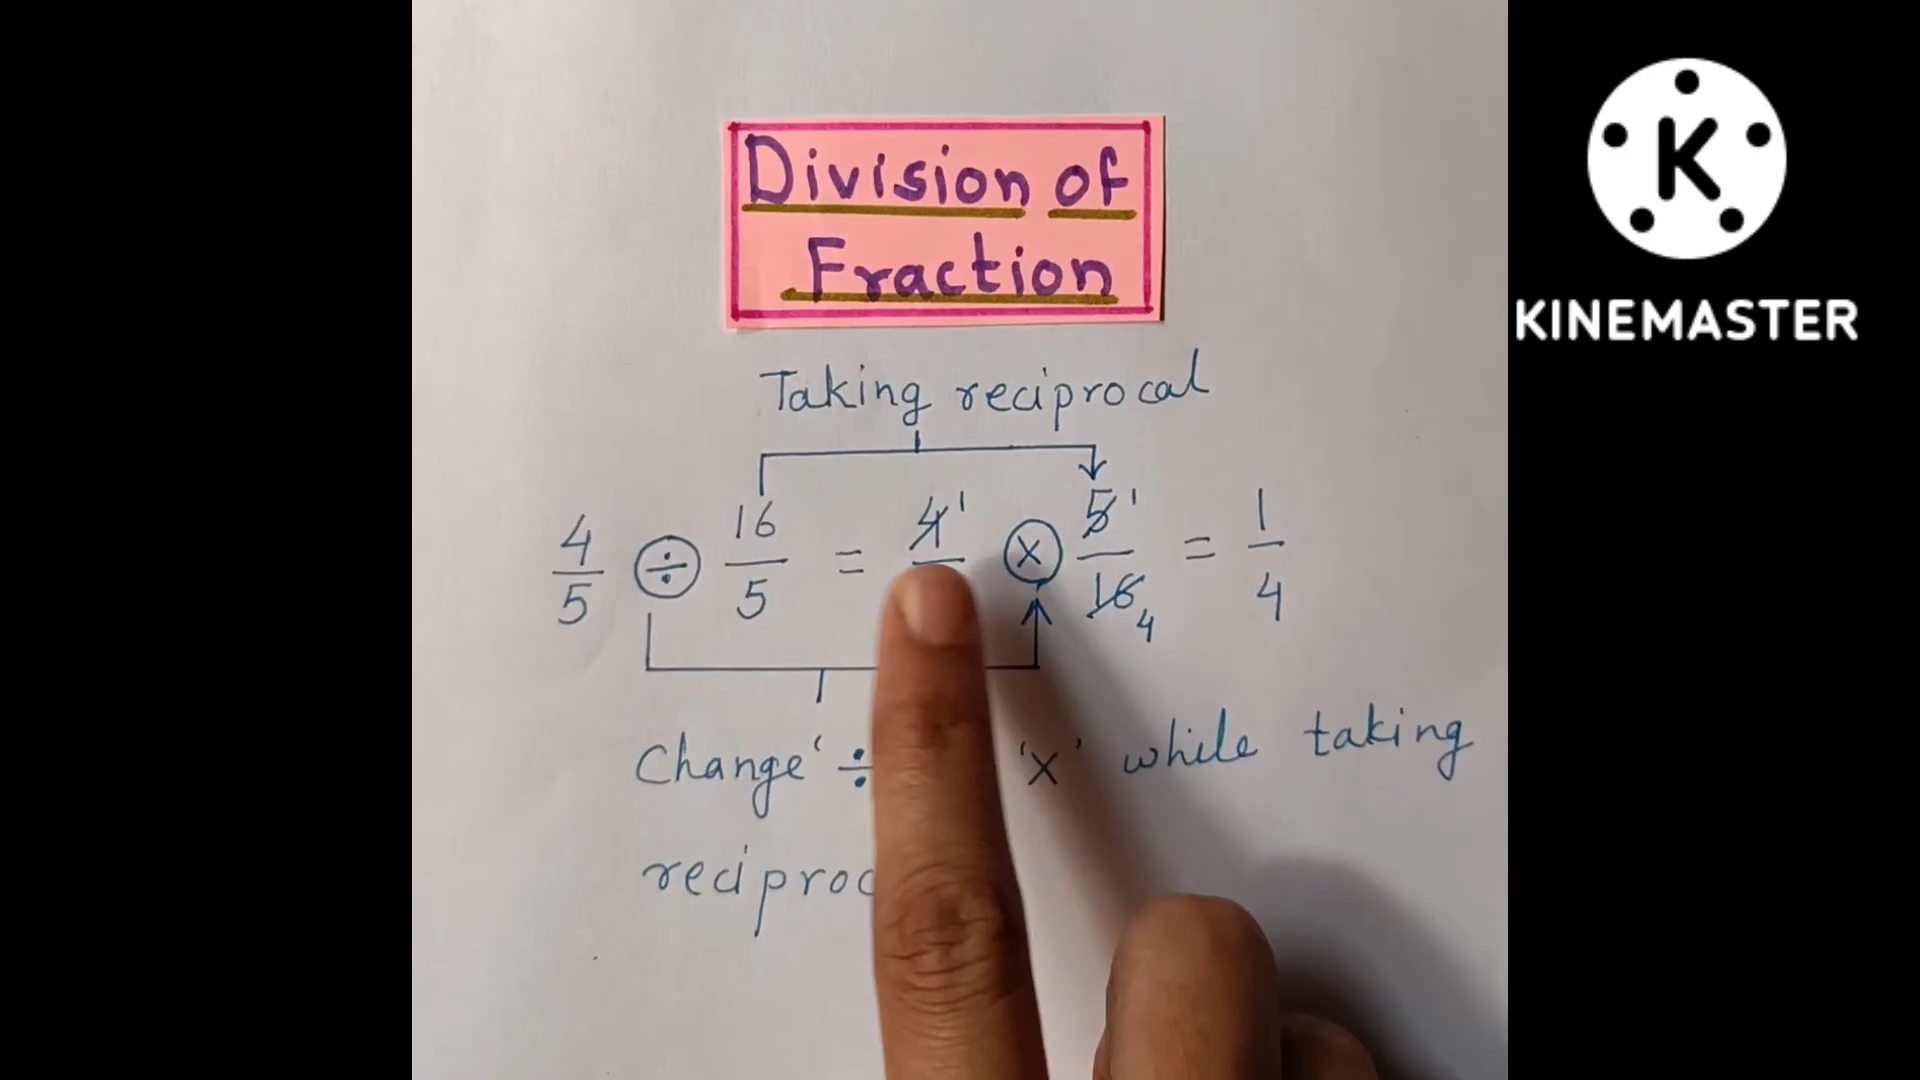 Division of
Fraction
KINEMASTER
Taking reciprocal
4/5 ÷ 16/5 = 4 1 × 5 1/16 4 = 1/4
Change ' ÷ 'x' while taking